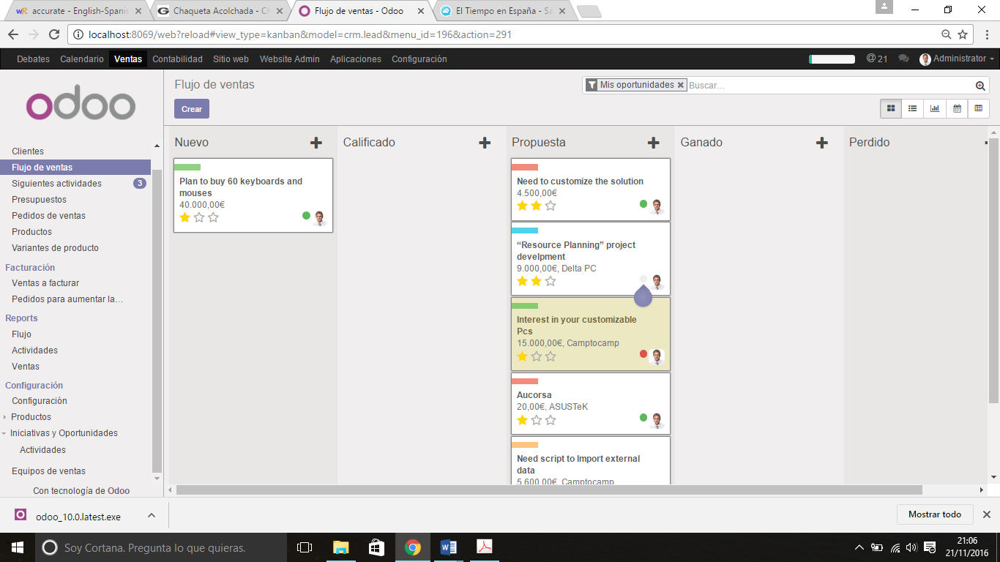 accurate - English-Spanis
Chaqueta Acolchada - Ch
Flujo de ventas - Odoo
El Tiempo en España - Sa
localhost:8069/web?reload#view_type=kanban&model=crm.lead&menu_id=196&action=291
Debates Calendario Ventas Contabilidad Sitio web Website Admin Aplicaciones Configuración
@ 21 Administrator
odoo
Clientes
Flujo de ventas
Siguientes actividades 3
Presupuestos
Pedidos de ventas
Productos
Variantes de producto
Facturación
Ventas a facturar
Pedidos para aumentar la…
Reports
Flujo
Actividades
Ventas
Configuración
Configuración
Productos
Iniciativas y Oportunidades
Actividades
Equipos de ventas
Con tecnología de Odoo
Flujo de ventas
Mis oportunidades Buscar...
Crear
Nuevo
Plan to buy 60 keyboards and
mouses
40.000,00€
Calificado
Propuesta
Need to customize the solution
4.500,00€
“Resource Planning” project
develpment
9.000,00€, Delta PC
Interest in your customizable
Pcs
15.000,00€, Camptocamp
Aucorsa
20,00€, ASUSTeK
Need script to Import external
data
5.600,00€, Camptocamp
Ganado
Perdido
odoo_10.0.latest.exe
Mostrar todo
Soy Cortana. Pregunta lo que quieras.
21:06
21/11/2016